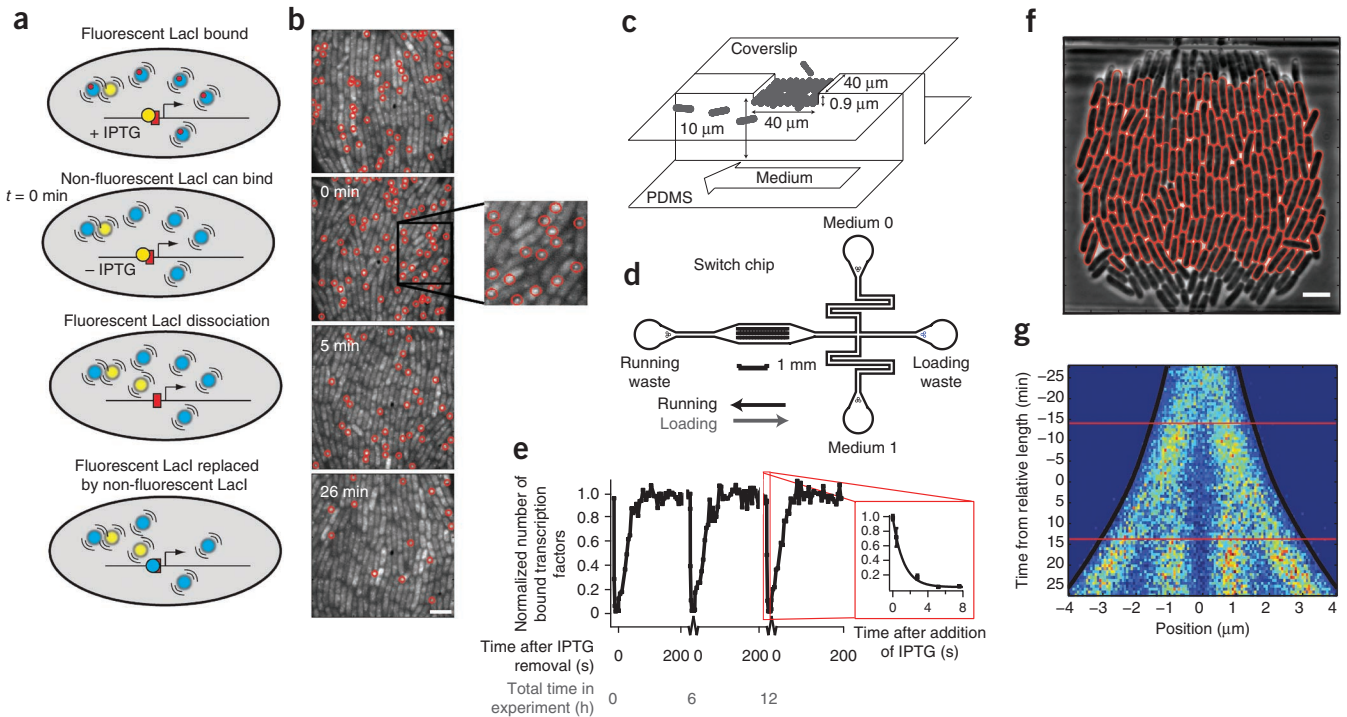 a
Fluorescent LacI bound
+ IPTG
Non-fluorescent LacI can bind
t = 0 min
– IPTG
Fluorescent LacI dissociation
Fluorescent LacI replaced
by non-fluorescent LacI
b
0 min
5 min
26 min
c
Coverslip
40 µm
0.9 µm
10 µm
40 µm
Medium
PDMS
d
Switch chip
Medium 0
Running
waste
1 mm
Loading
waste
Running
Loading
Medium 1
e
Normalized number of
bound transcription
factors
1.0
0.8
0.6
0.4
0.2
0
1.0
0.8
0.6
0.4
0.2
0 4 8
Time after IPTG
removal (s)
0 200 0 200 0 200
Time after addition
of IPTG (s)
Total time in
experiment (h)
0 6 12
f
g
Time from relative length (min)
–25
–20
–15
–10
–5
0
5
10
15
20
25
–4 –3 –2 –1 0 1 2 3 4
Position (µm)